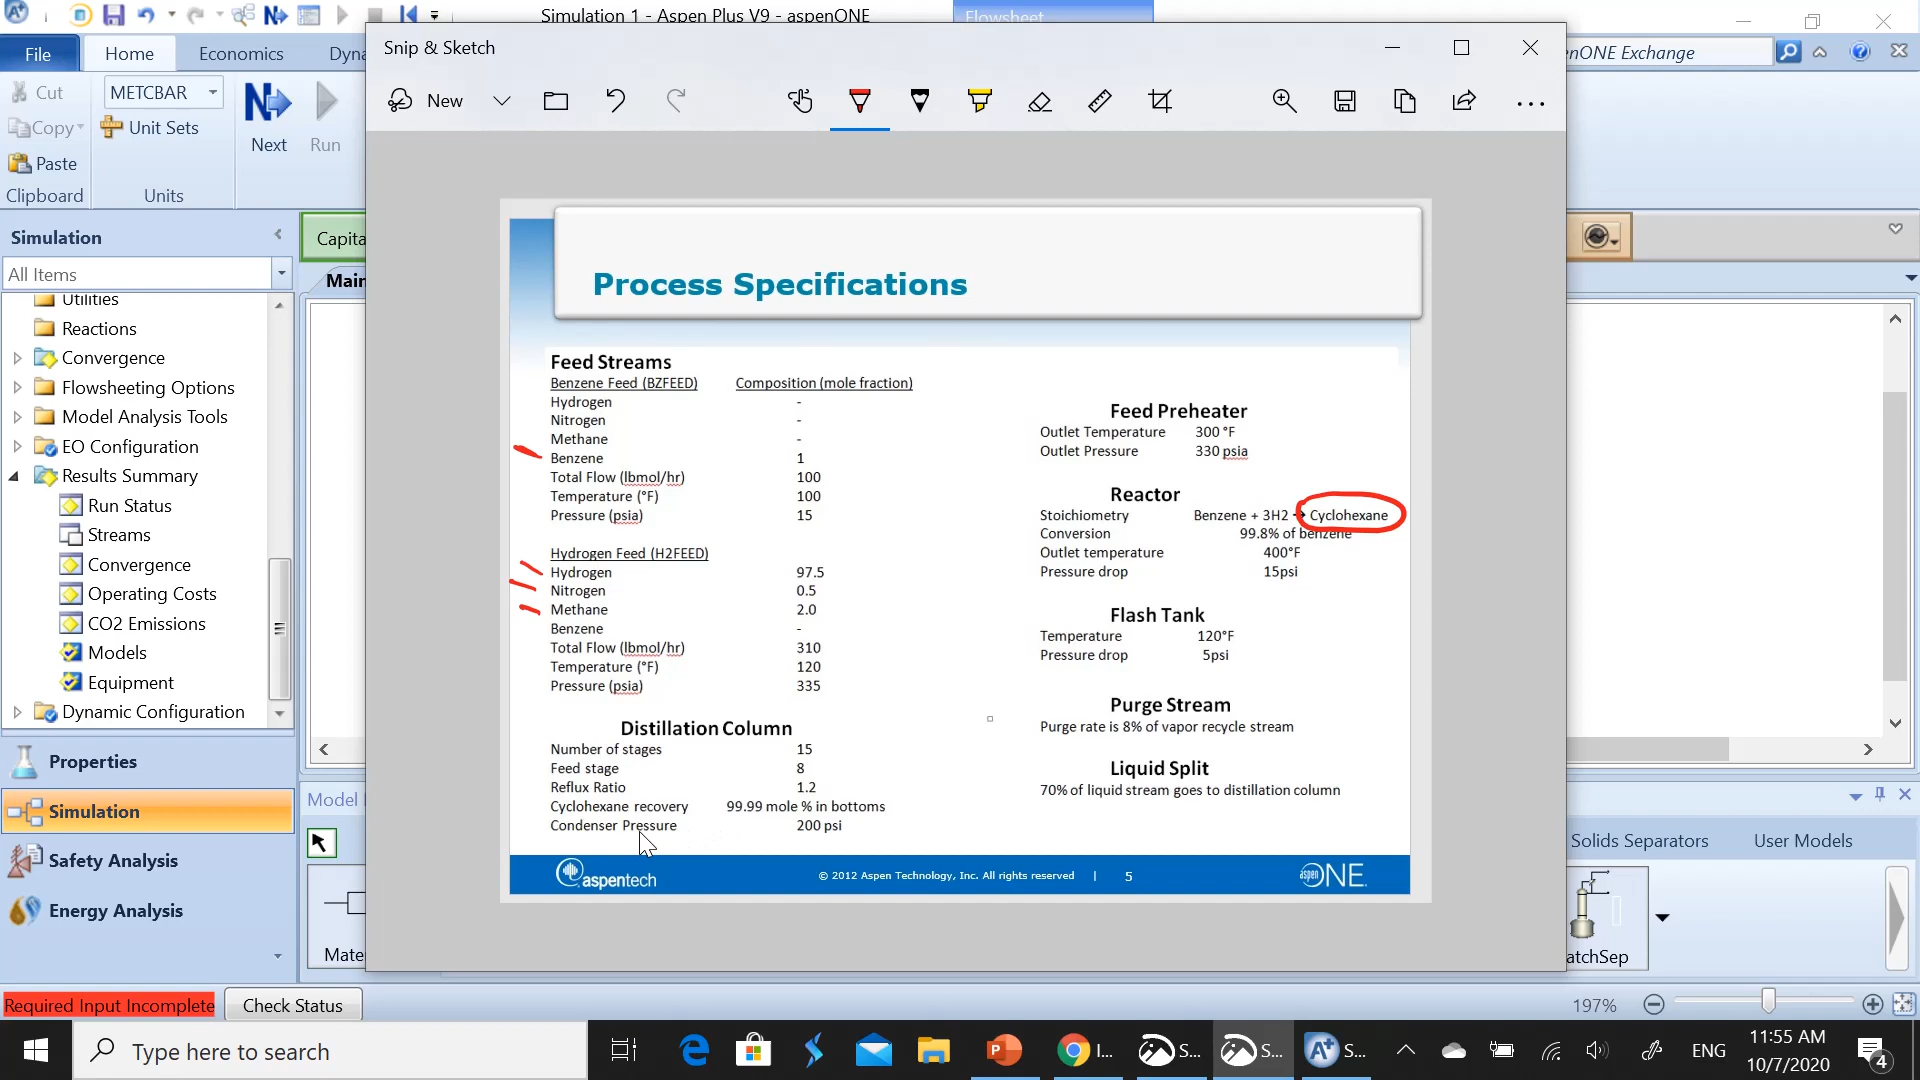 Simulation 1 - Aspen Plus V9 - aspenONE
Flowsheet
File
Home
Economics
Snip & Sketch
enONE Exchange
New
Cut
METCBAR
Copy
Unit Sets
Paste
Next
Run
Clipboard
Units
Simulation
All Items
Utilities
Reactions
Convergence
Flowsheeting Options
Model Analysis Tools
EO Configuration
Results Summary
Run Status
Streams
Convergence
Operating Costs
CO2 Emissions
Models
Equipment
Dynamic Configuration
Properties
Simulation
Safety Analysis
Energy Analysis
Capita
Main
Process Specifications
Feed Streams
Benzene Feed (BZFEED) Composition (mole fraction)
Hydrogen -
Nitrogen -
Methane -
Benzene 1
Total Flow (lbmol/hr) 100
Temperature (°F) 100
Pressure (psia) 15
Hydrogen Feed (H2FEED)
Hydrogen 97.5
Nitrogen 0.5
Methane 2.0
Benzene -
Total Flow (lbmol/hr) 310
Temperature (°F) 120
Pressure (psia) 335
Distillation Column
Number of stages 15
Feed stage 8
Reflux Ratio 1.2
Cyclohexane recovery 99.99 mole % in bottoms
Condenser Pressure 200 psi
Feed Preheater
Outlet Temperature 300 °F
Outlet Pressure 330 psia
Reactor
Stoichiometry Benzene + 3H2 → Cyclohexane
Conversion 99.8% of benzene
Outlet temperature 400°F
Pressure drop 15psi
Flash Tank
Temperature 120°F
Pressure drop 5psi
Purge Stream
Purge rate is 8% of vapor recycle stream
Liquid Split
70% of liquid stream goes to distillation column
aspentech
© 2012 Aspen Technology, Inc. All rights reserved | 5
aspen ONE
Model
Mate
Solids Separators
User Models
atchSep
Required Input Incomplete
Check Status
197%
Type here to search
I...
S...
S...
S...
ENG
11:55 AM
10/7/2020
4